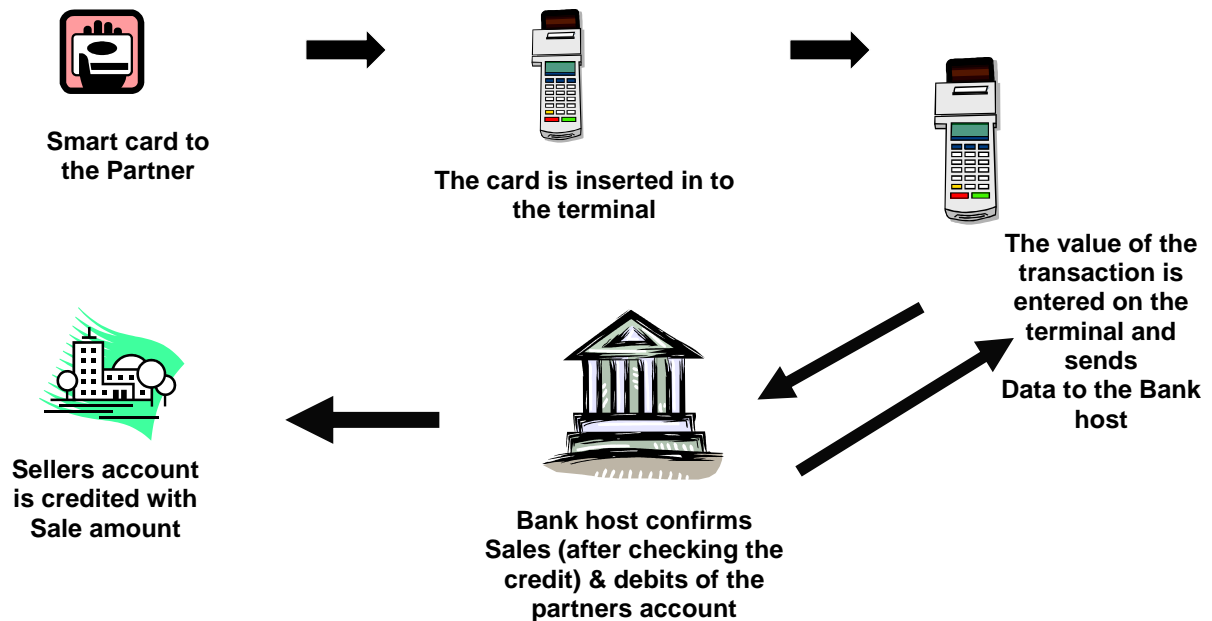 Smart card to
the Partner
The card is inserted in to
the terminal
The value of the
transaction is
entered on the
terminal and
sends
Data to the Bank
host
Bank host confirms
Sales (after checking the
credit) & debits of the
partners account
Sellers account
is credited with
Sale amount